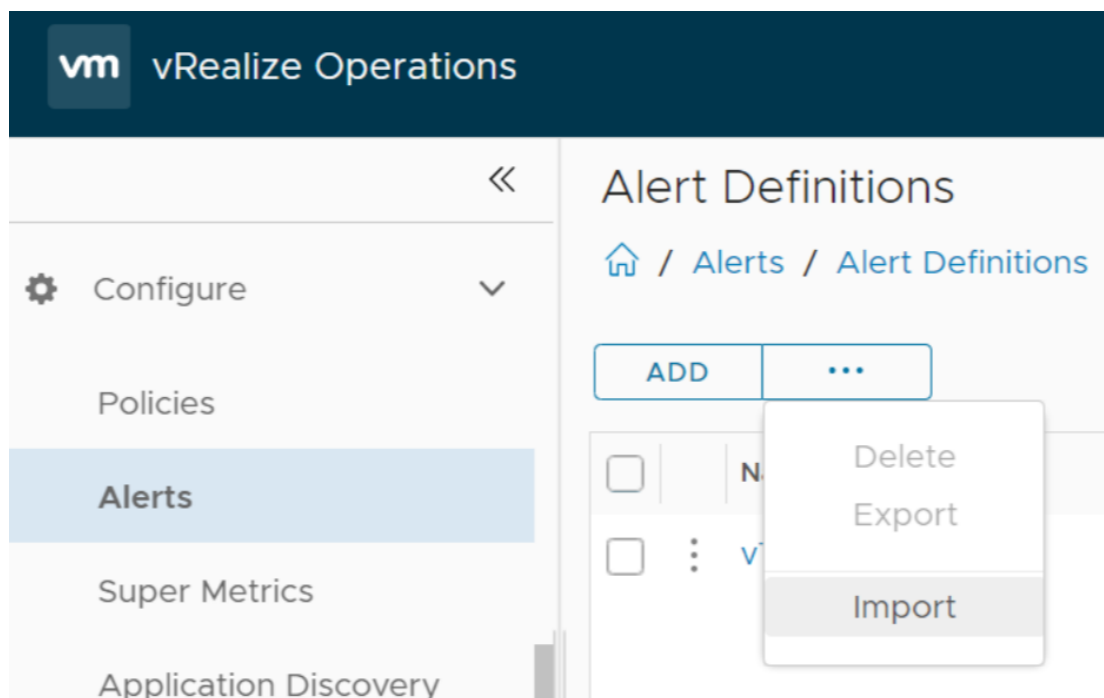 vm vRealize Operations
Alert Definitions
/ Alerts / Alert Definitions
Configure
Policies
Alerts
Super Metrics
Application Discovery
ADD ...
Delete
Export
Import